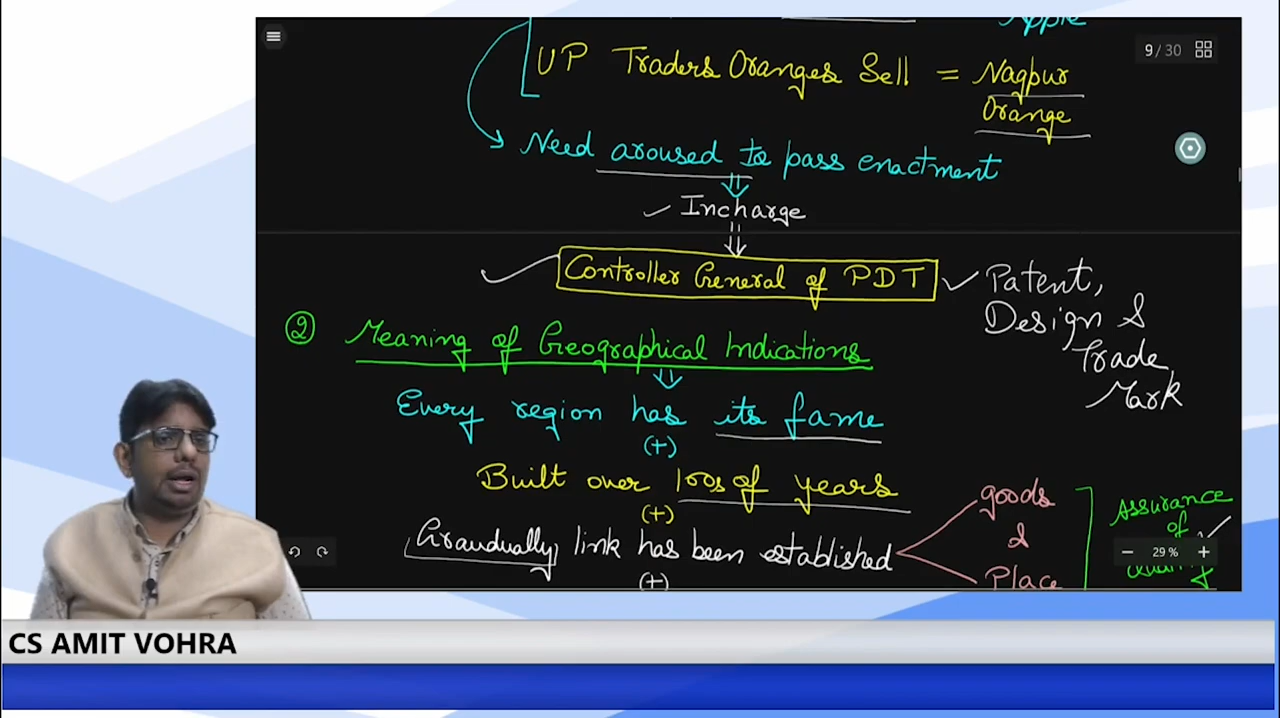 Apple
9 / 30
UP Traders Oranges Sell = Nagpur
Orange
Need aroused to pass enactment
Incharge
Controller General of PDT
Patent,
Design &
Trade
Mark
② Meaning of Geographical Indications
Every region has its fame
(+)
Built over 100s of years
(+)
Graudually link has been established
(+)
goods
&
Place
Assurance
of
29 %
CS AMIT VOHRA